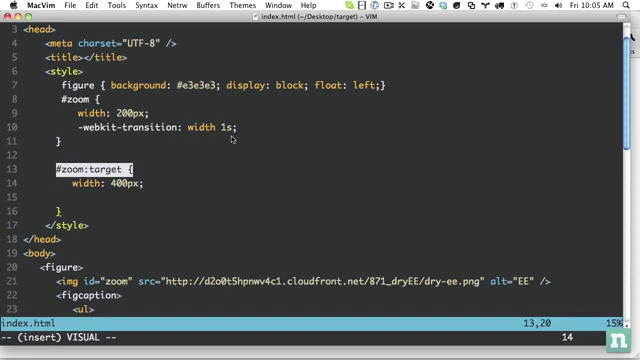 MacVim File Edit Tools Syntax Buffers Window Help Fri 10:05 AM
index.html (~/Desktop/target) - VIM
3 <head>
4 <meta charset="UTF-8" />
5 <title></title>
6 <style>
7 figure { background: #e3e3e3; display: block; float: left;}
8 #zoom {
9 width: 200px;
10 -webkit-transition: width 1s;
11 }
12
13 #zoom:target {
14 width: 400px;
15
16 }
17 </style>
18 </head>
19 <body>
20 <figure>
21 <img id="zoom" src="http://d2o0t5hpnwv4c1.cloudfront.net/871_dryEE/dry-ee.png" alt="EE" />
22 <figcaption>
23 <ul>
index.html 13,20 15%
-- (insert) VISUAL -- 14
n